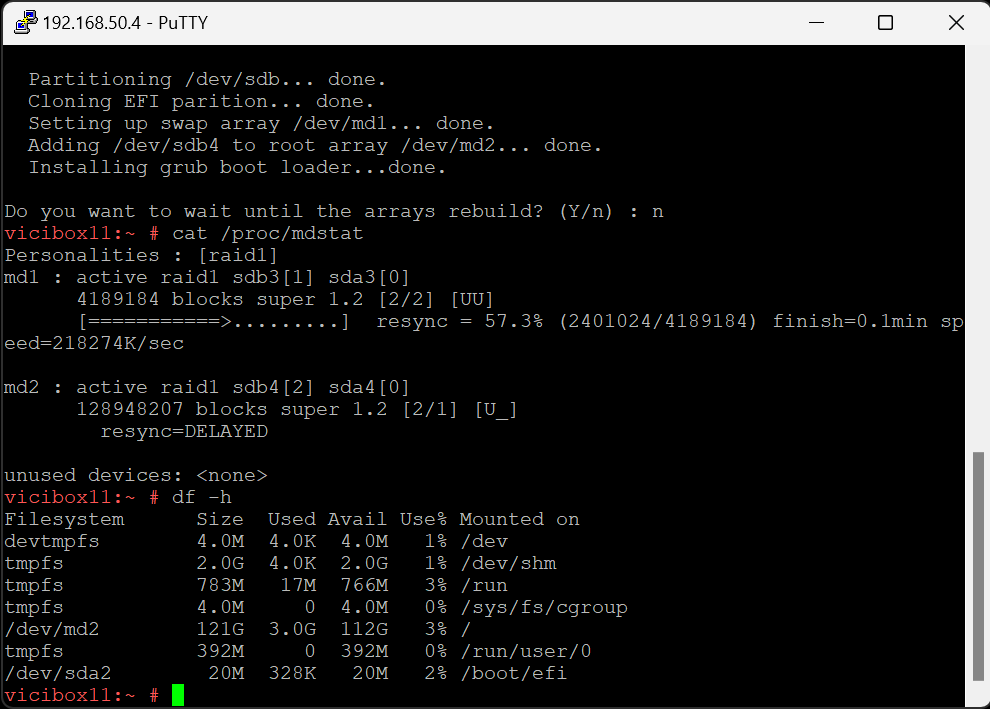 192.168.50.4 - PuTTY
Partitioning /dev/sdb... done.
Cloning EFI parition... done.
Setting up swap array /dev/md1... done.
Adding /dev/sdb4 to root array /dev/md2... done.
Installing grub boot loader...done.
Do you want to wait until the arrays rebuild? (Y/n) : n
vicibox11:~ # cat /proc/mdstat
Personalities : [raid1]
md1 : active raid1 sdb3[1] sda3[0]
4189184 blocks super 1.2 [2/2] [UU]
[===========>.........]  resync = 57.3% (2401024/4189184) finish=0.1min sp
eed=218274K/sec
md2 : active raid1 sdb4[2] sda4[0]
128948207 blocks super 1.2 [2/1] [U_]
resync=DELAYED
unused devices: <none>
vicibox11:~ # df -h
Filesystem      Size  Used Avail Use% Mounted on
devtmpfs        4.0M  4.0K  4.0M   1% /dev
tmpfs           2.0G  4.0K  2.0G   1% /dev/shm
tmpfs           783M   17M  766M   3% /run
tmpfs           4.0M     0  4.0M   0% /sys/fs/cgroup
/dev/md2        121G  3.0G  112G   3% /
tmpfs           392M     0  392M   0% /run/user/0
/dev/sda2        20M  328K   20M   2% /boot/efi
vicibox11:~ #